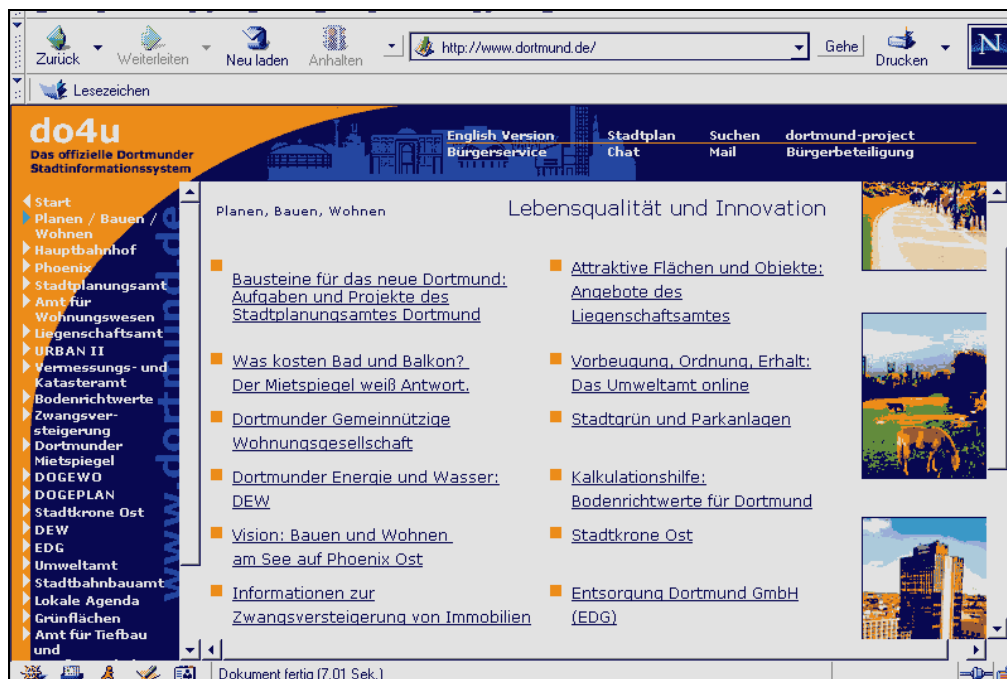 Zurück
Weiterleiten
Neu laden
Anhalten
http://www.dortmund.de/
Gehe
Drucken
N
Lesezeichen
do4u
Das offizielle Dortmunder
Stadtinformationssystem
English Version
Stadtplan
Suchen
dortmund-project
Bürgerservice
Chat
Mail
Bürgerbeteiligung
Start
Planen / Bauen /
Wohnen
Hauptbahnhof
Phoenix
Stadtplanungsamt
Amt für
Wohnungswesen
Liegenschaftsamt
URBAN II
Vermessungs- und
Katasteramt
Bodenrichtwerte
Zwangsver-
steigerung
Dortmunder
Mietspiegel
DOGEWO
DOGEPLAN
Stadtkrone Ost
DEW
EDG
Umweltamt
Stadtbahnbauamt
Lokale Agenda
Grünflächen
Amt für Tiefbau
und
www.dortmund.de
Planen, Bauen, Wohnen
Lebensqualität und Innovation
Bausteine für das neue Dortmund:
Aufgaben und Projekte des
Stadtplanungsamtes Dortmund
Was kosten Bad und Balkon?
Der Mietspiegel weiß Antwort.
Dortmunder Gemeinnützige
Wohnungsgesellschaft
Dortmunder Energie und Wasser:
DEW
Vision: Bauen und Wohnen
am See auf Phoenix Ost
Informationen zur
Zwangsversteigerung von Immobilien
Attraktive Flächen und Objekte:
Angebote des
Liegenschaftsamtes
Vorbeugung, Ordnung, Erhalt:
Das Umweltamt online
Stadtgrün und Parkanlagen
Kalkulationshilfe:
Bodenrichtwerte für Dortmund
Stadtkrone Ost
Entsorgung Dortmund GmbH
(EDG)
Dokument fertig (7.01 Sek.)